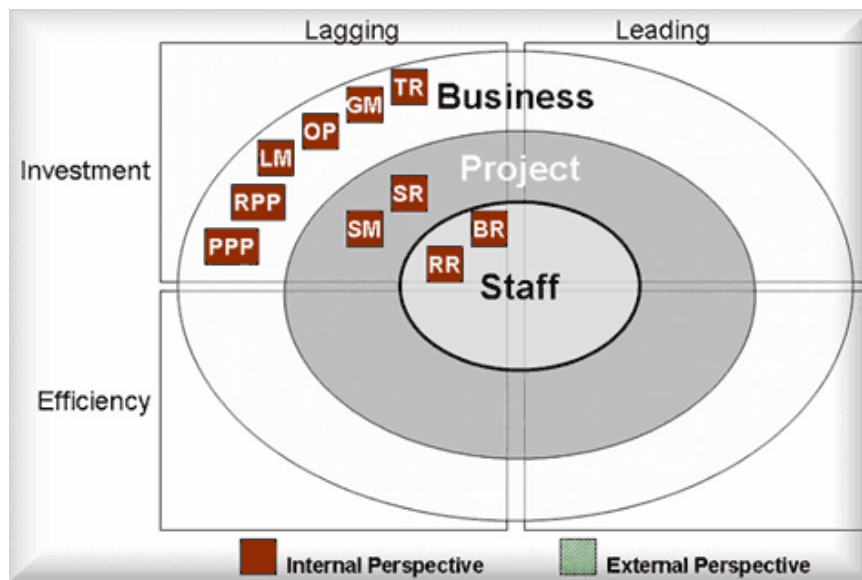 Lagging Leading
TR
Business
GM
OP
LM
Investment
Project
RPP
SR
SM
BR
PPP
RR
Staff
Efficiency
Internal Perspective External Perspective